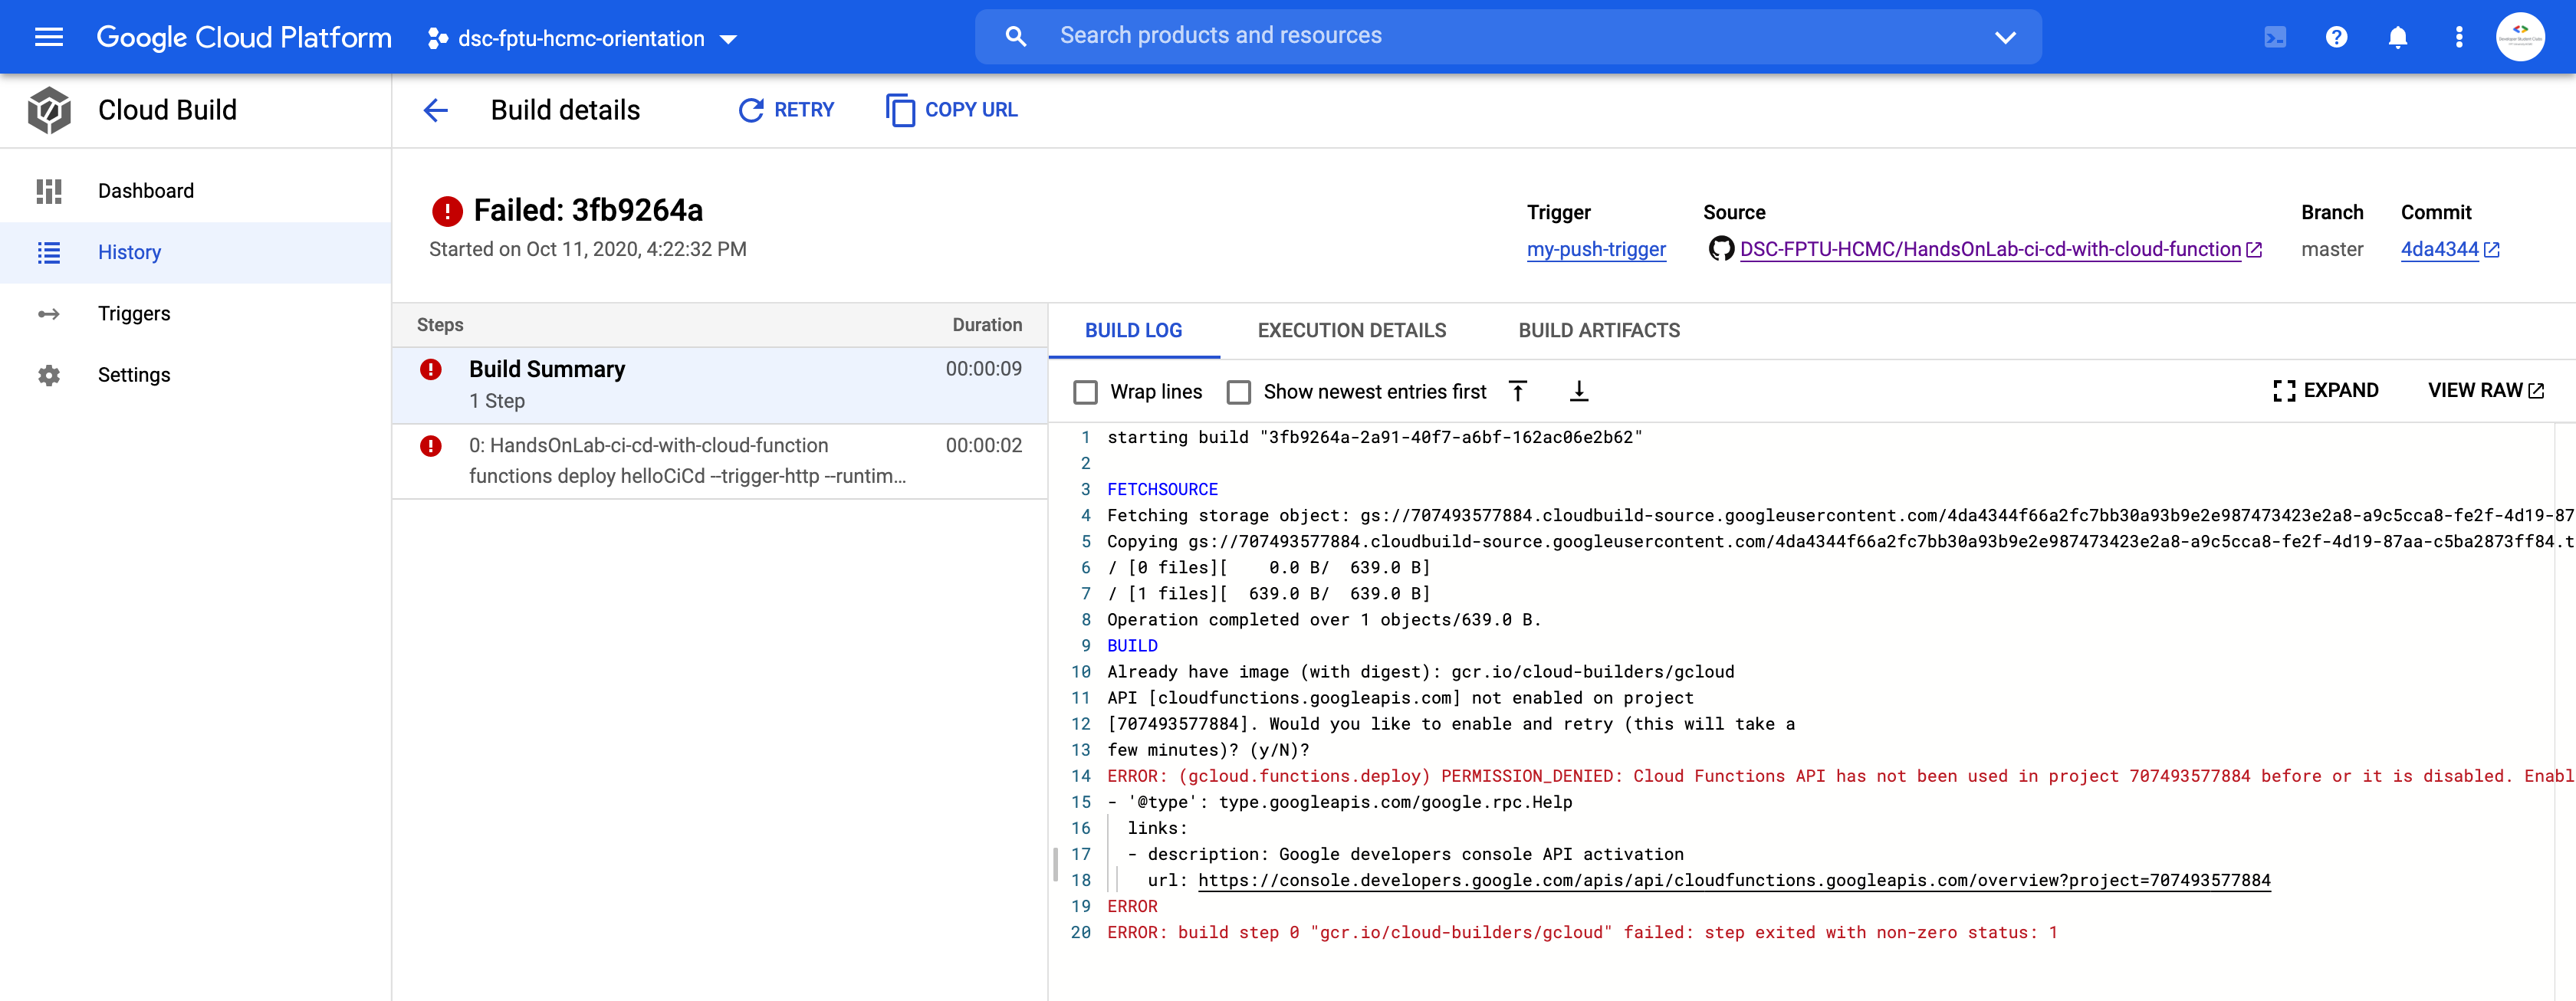 Google Cloud Platform
dsc-fptu-hcmc-orientation
Search products and resources
Cloud Build
Build details
RETRY
COPY URL
Dashboard
History
Triggers
Settings
Failed: 3fb9264a
Started on Oct 11, 2020, 4:22:32 PM
Trigger
my-push-trigger
Source
DSC-FPTU-HCMC/HandsOnLab-ci-cd-with-cloud-function
Branch
master
Commit
4da4344
Steps Duration
Build Summary 00:00:09
1 Step
0: HandsOnLab-ci-cd-with-cloud-function 00:00:02
functions deploy helloCiCd --trigger-http --runtim...
BUILD LOG EXECUTION DETAILS BUILD ARTIFACTS
Wrap lines Show newest entries first EXPAND VIEW RAW
1 starting build "3fb9264a-2a91-40f7-a6bf-162ac06e2b62"
2
3 FETCHSOURCE
4 Fetching storage object: gs://707493577884.cloudbuild-source.googleusercontent.com/4da4344f66a2fc7bb30a93b9e2e987473423e2a8-a9c5cca8-fe2f-4d19-87
5 Copying gs://707493577884.cloudbuild-source.googleusercontent.com/4da4344f66a2fc7bb30a93b9e2e987473423e2a8-a9c5cca8-fe2f-4d19-87aa-c5ba2873ff84.t
6 / [0 files][    0.0 B/  639.0 B]
7 / [1 files][  639.0 B/  639.0 B]
8 Operation completed over 1 objects/639.0 B.
9 BUILD
10 Already have image (with digest): gcr.io/cloud-builders/gcloud
11 API [cloudfunctions.googleapis.com] not enabled on project
12 [707493577884]. Would you like to enable and retry (this will take a
13 few minutes)? (y/N)?
14 ERROR: (gcloud.functions.deploy) PERMISSION_DENIED: Cloud Functions API has not been used in project 707493577884 before or it is disabled. Enabl
15 - '@type': type.googleapis.com/google.rpc.Help
16 links:
17 - description: Google developers console API activation
18 url: https://console.developers.google.com/apis/api/cloudfunctions.googleapis.com/overview?project=707493577884
19 ERROR
20 ERROR: build step 0 "gcr.io/cloud-builders/gcloud" failed: step exited with non-zero status: 1